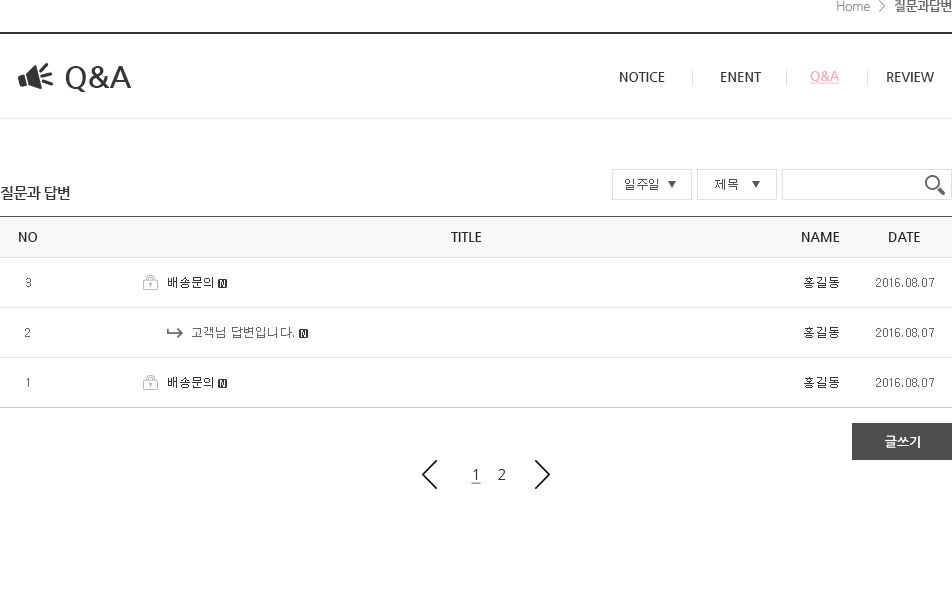 Home > 질문과답변
Q&A
NOTICE ENENT Q&A REVIEW
질문과 답변
일주일 ▼ 제목 ▼
NO TITLE NAME DATE
3 배송문의 N 홍길동 2016.08.07
2 고객님 답변입니다. N 홍길동 2016.08.07
1 배송문의 N 홍길동 2016.08.07
글쓰기
1 2